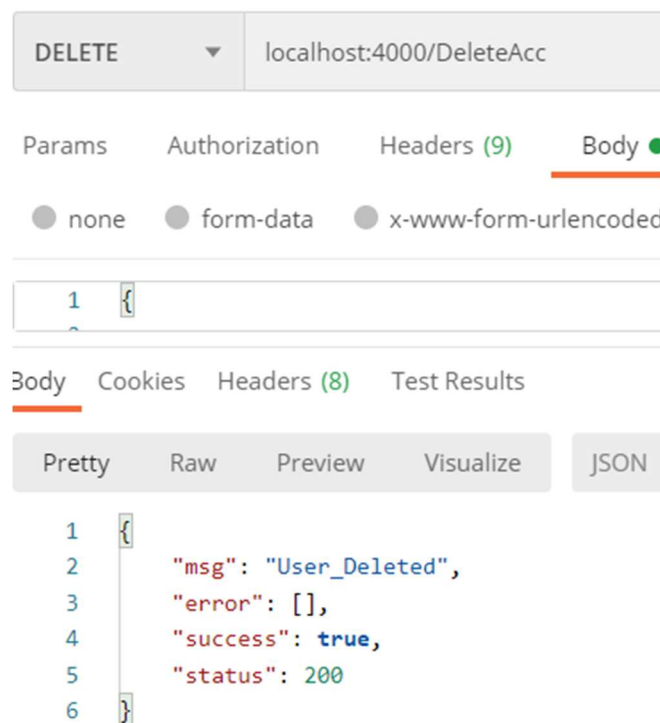 DELETE localhost:4000/DeleteAcc
Params Authorization Headers (9) Body
none form-data x-www-form-urlencoded
1 {
Body Cookies Headers (8) Test Results
Pretty Raw Preview Visualize JSON
1 {
2 "msg": "User_Deleted",
3 "error": [],
4 "success": true,
5 "status": 200
6 }